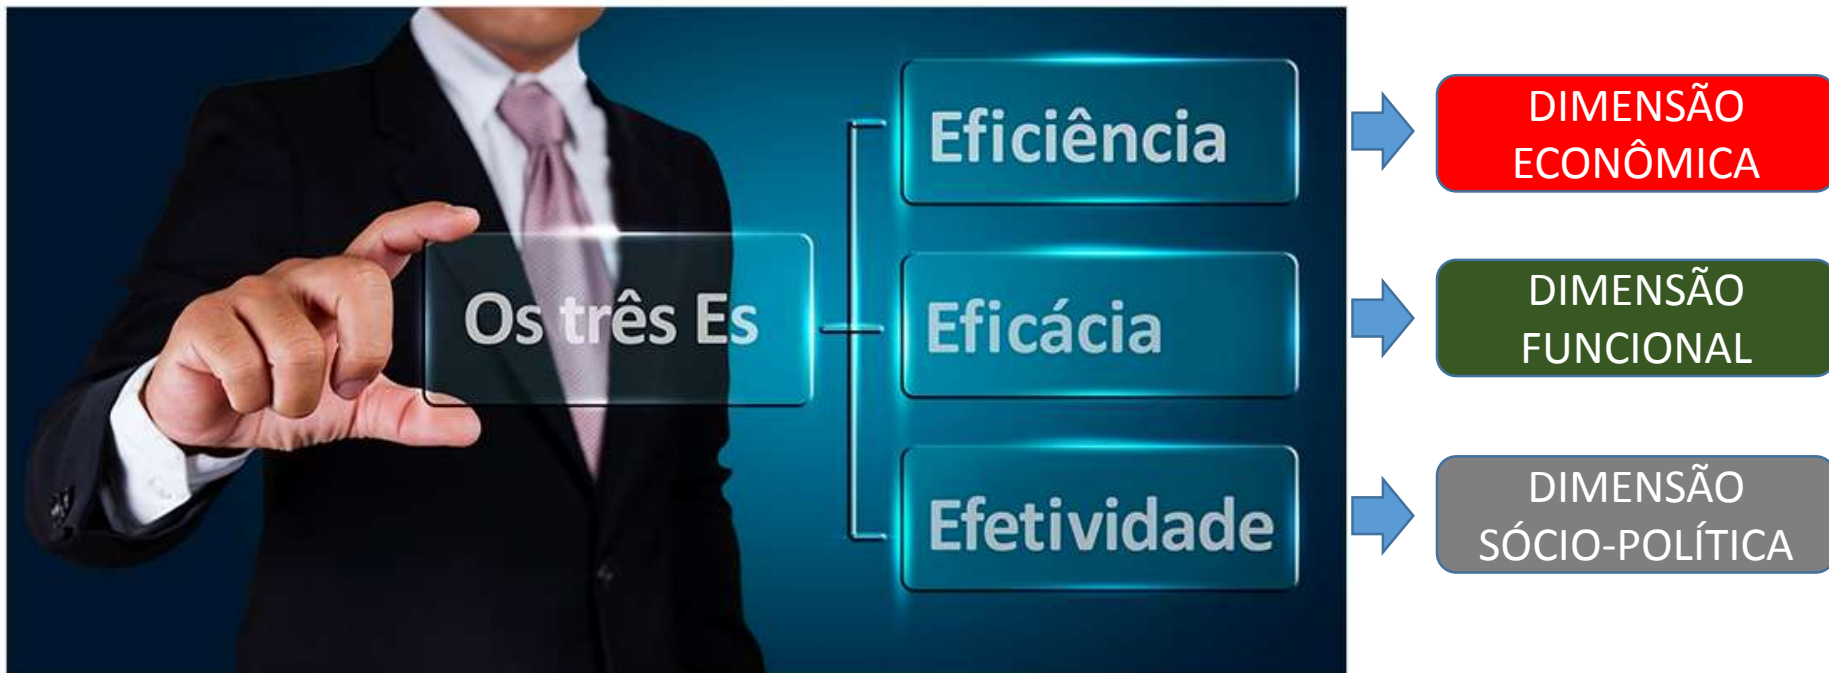 Os três Es
Eficiência
Eficácia
Efetividade
DIMENSÃO
ECONÔMICA
DIMENSÃO
FUNCIONAL
DIMENSÃO
SÓCIO-POLÍTICA